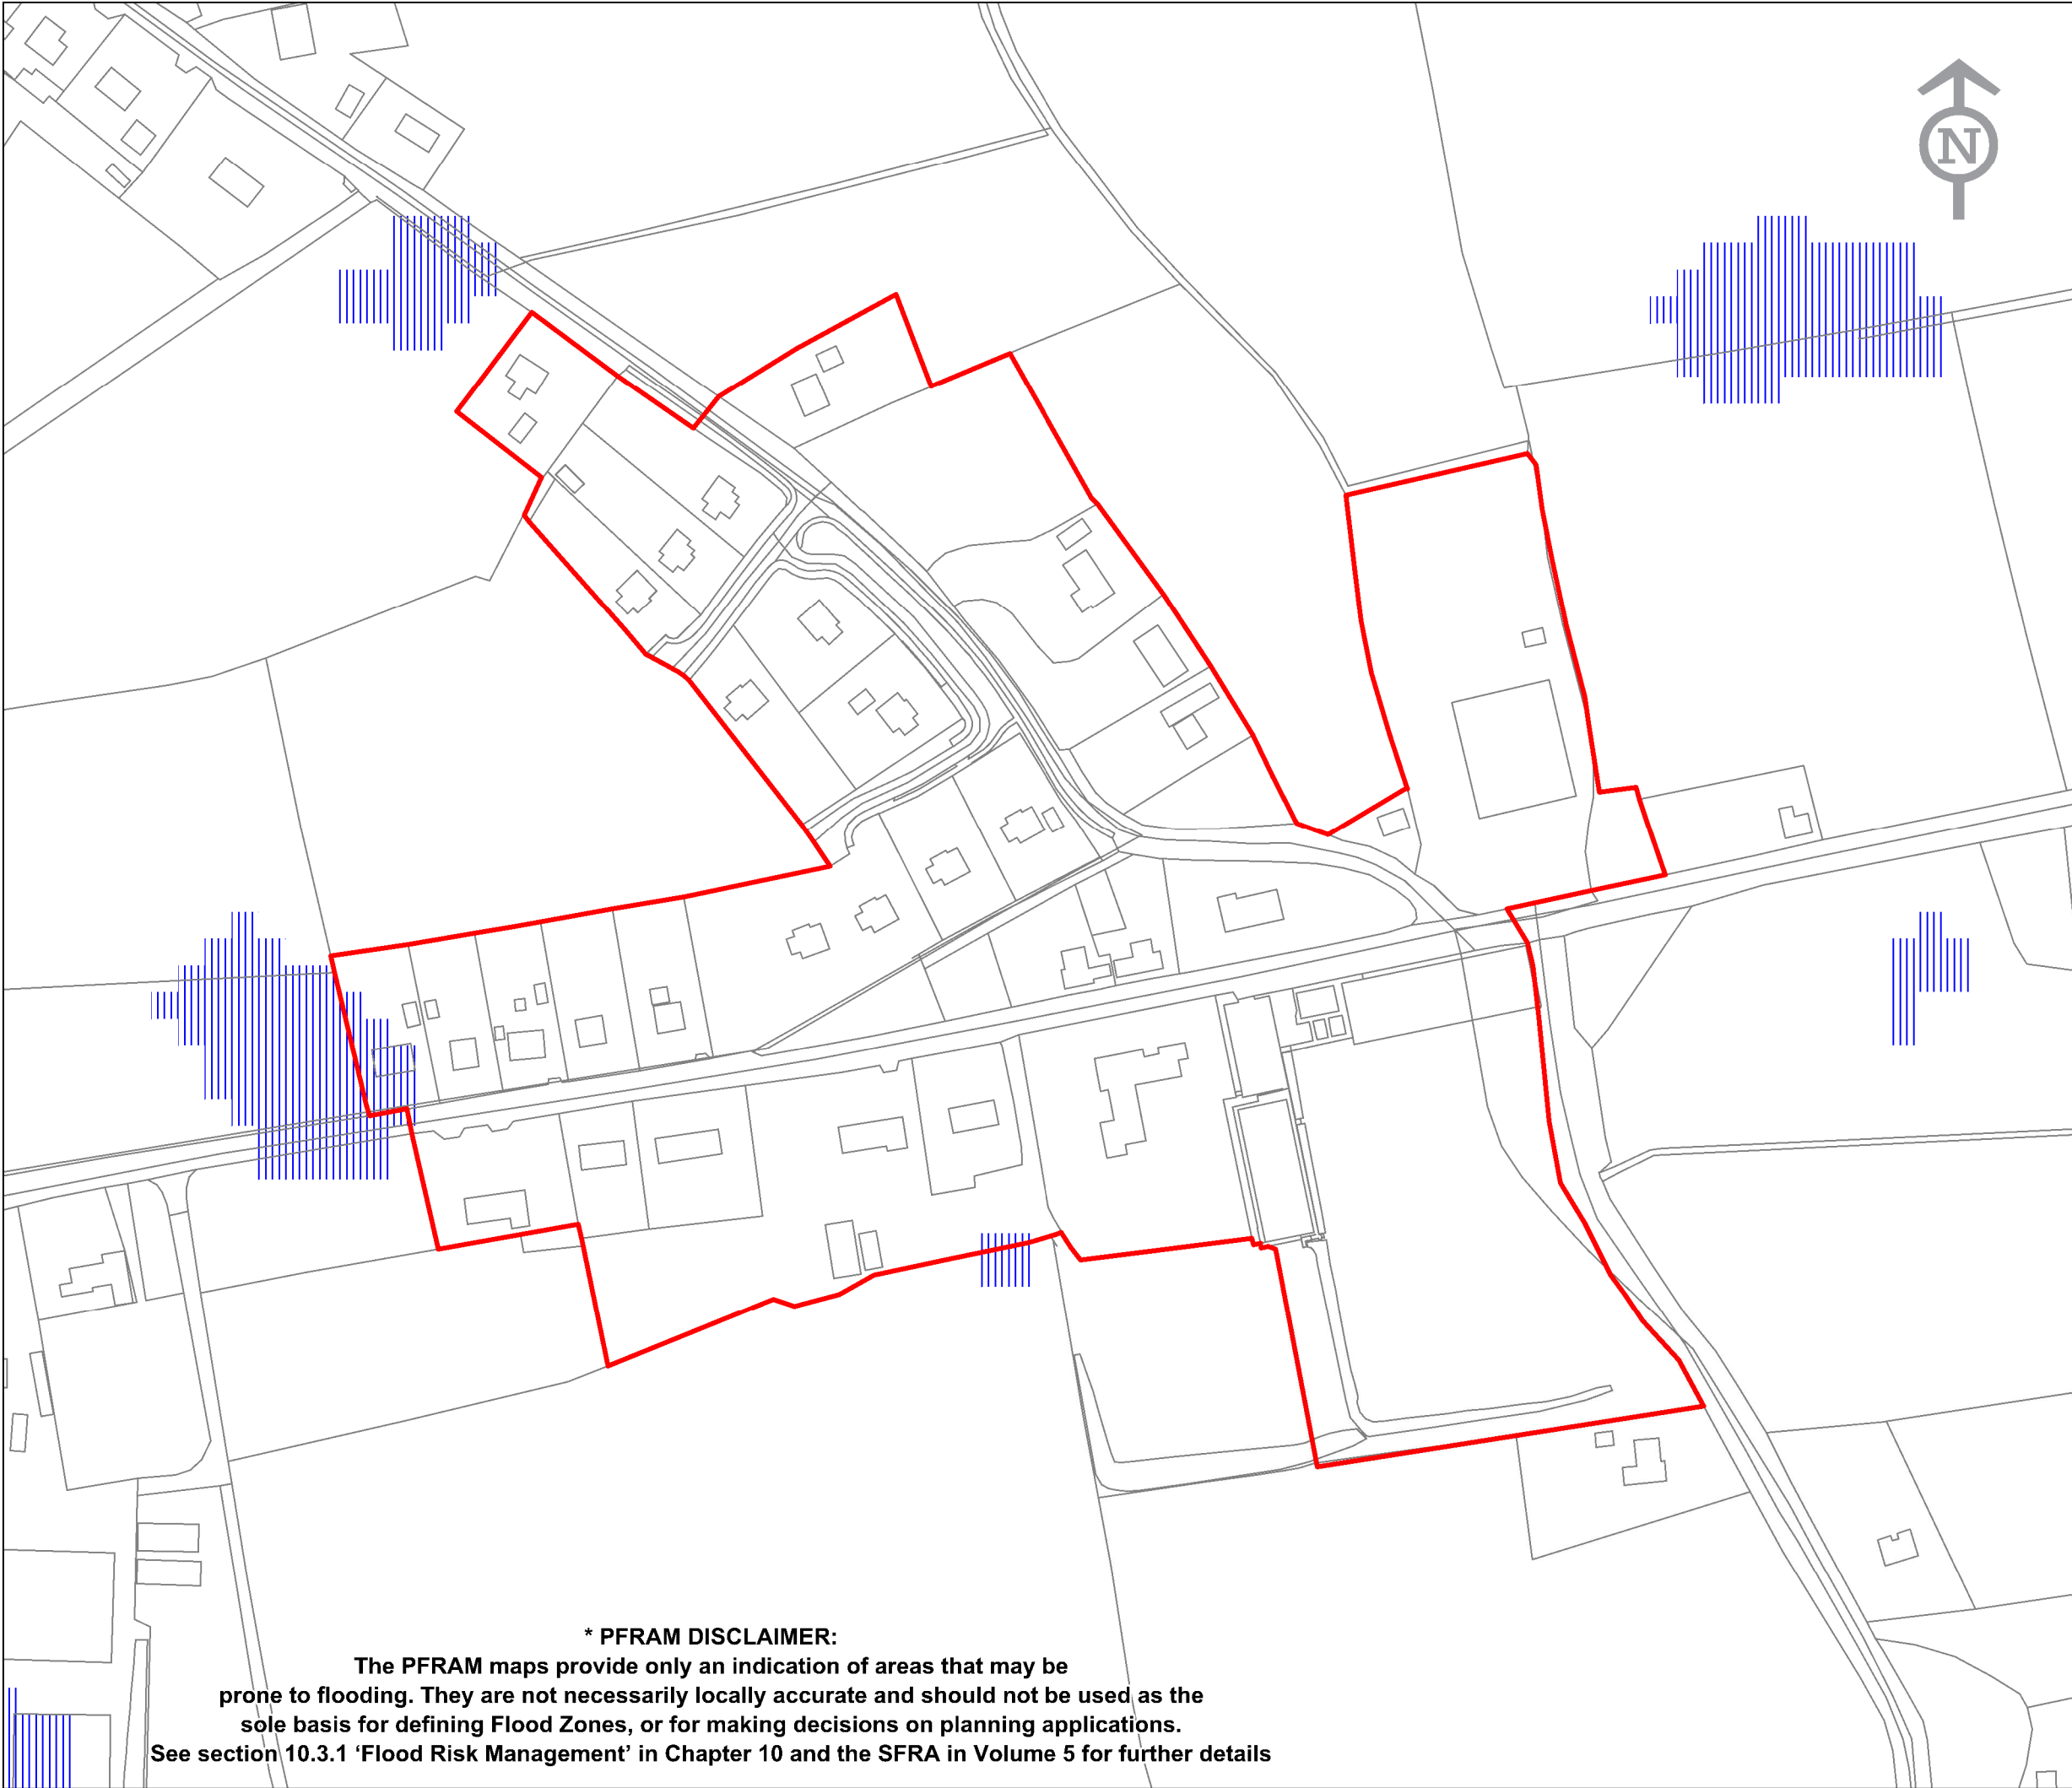 N
* PFRAM DISCLAIMER:
The PFRAM maps provide only an indication of areas that may be
prone to flooding. They are not necessarily locally accurate and should not be used as the
sole basis for defining Flood Zones, or for making decisions on planning applications.
See section 10.3.1 ‘Flood Risk Management’ in Chapter 10 and the SFRA in Volume 5 for further details